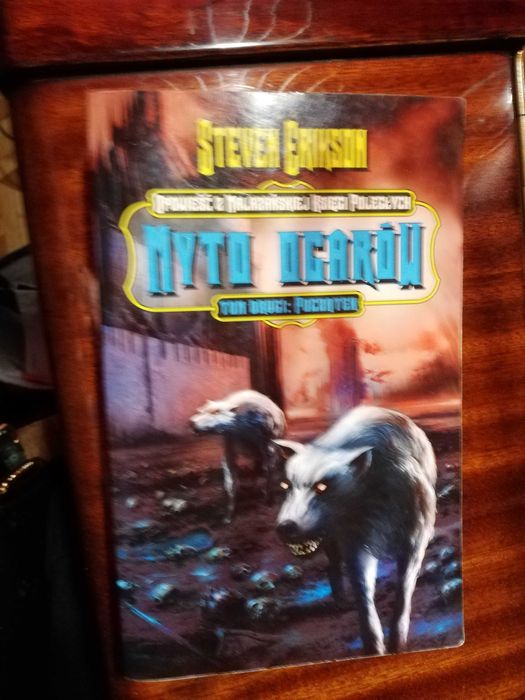 STEVEN ERIKSON
OPOWIEŚĆ Z MALAZAŃSKIEJ KSIĘGI POLEGŁYCH
MYTO OGARÓW
TOM DRUGI: POCZĄTEK